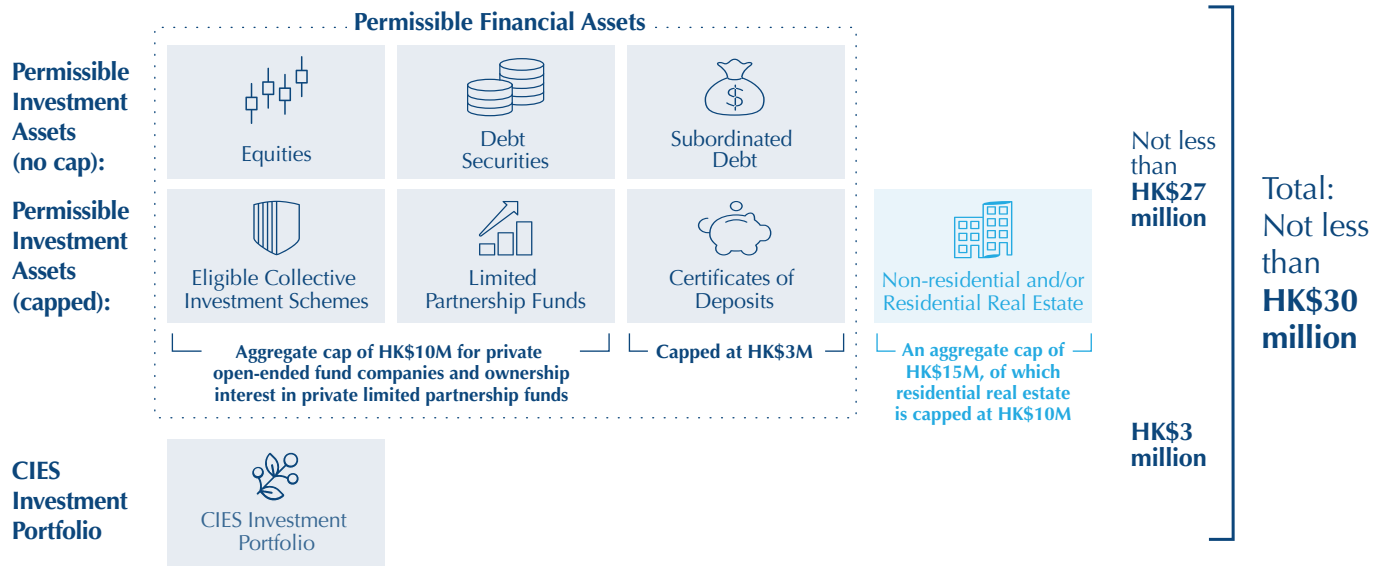 Permissible Financial Assets
Permissible
Investment
Assets
(no cap):
Equities
Debt
Securities
$
Subordinated
Debt
Permissible
Investment
Assets
(capped):
Eligible Collective
Investment Schemes
Limited
Partnership Funds
Certificates of
Deposits
Non-residential and/or
Residential Real Estate
Aggregate cap of HK$10M for private
open-ended fund companies and ownership
interest in private limited partnership funds
Capped at HK$3M
An aggregate cap of
HK$15M, of which
residential real estate
is capped at HK$10M
CIES
Investment
Portfolio
CIES Investment
Portfolio
Not less
than
HK$27
million
HK$3
million
Total:
Not less
than
HK$30
million